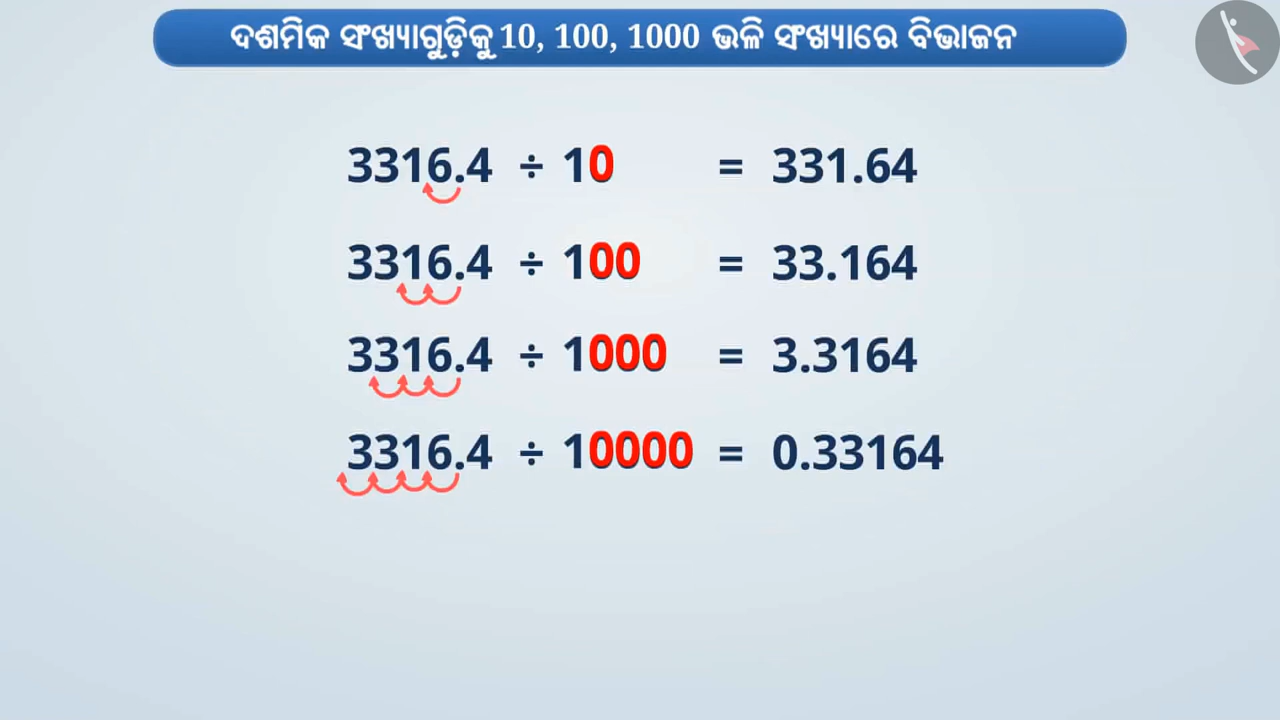 ଦଶମିକ ସଂଖ୍ୟାଗୁଡ଼ିକୁ 10, 100, 1000 ଭଳି ସଂଖ୍ୟାରେ ବିଭାଜନ
3316.4 ÷ 10 = 331.64
3316.4 ÷ 100 = 33.164
3316.4 ÷ 1000 = 3.3164
3316.4 ÷ 10000 = 0.33164